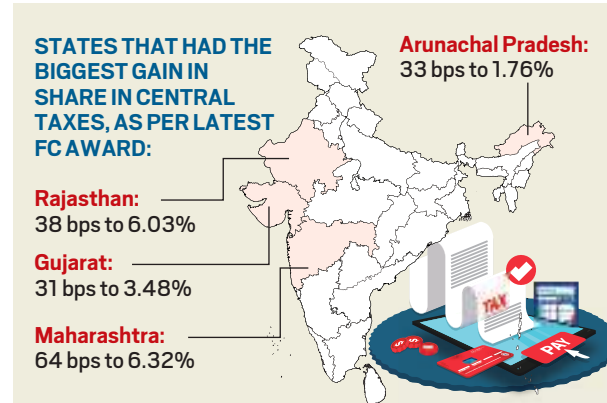 STATES THAT HAD THE
BIGGEST GAIN IN
SHARE IN CENTRAL
TAXES, AS PER LATEST
FC AWARD:
Arunachal Pradesh:
33 bps to 1.76%
Rajasthan:
38 bps to 6.03%
Gujarat:
31 bps to 3.48%
Maharashtra:
64 bps to 6.32%
TAX
PAY